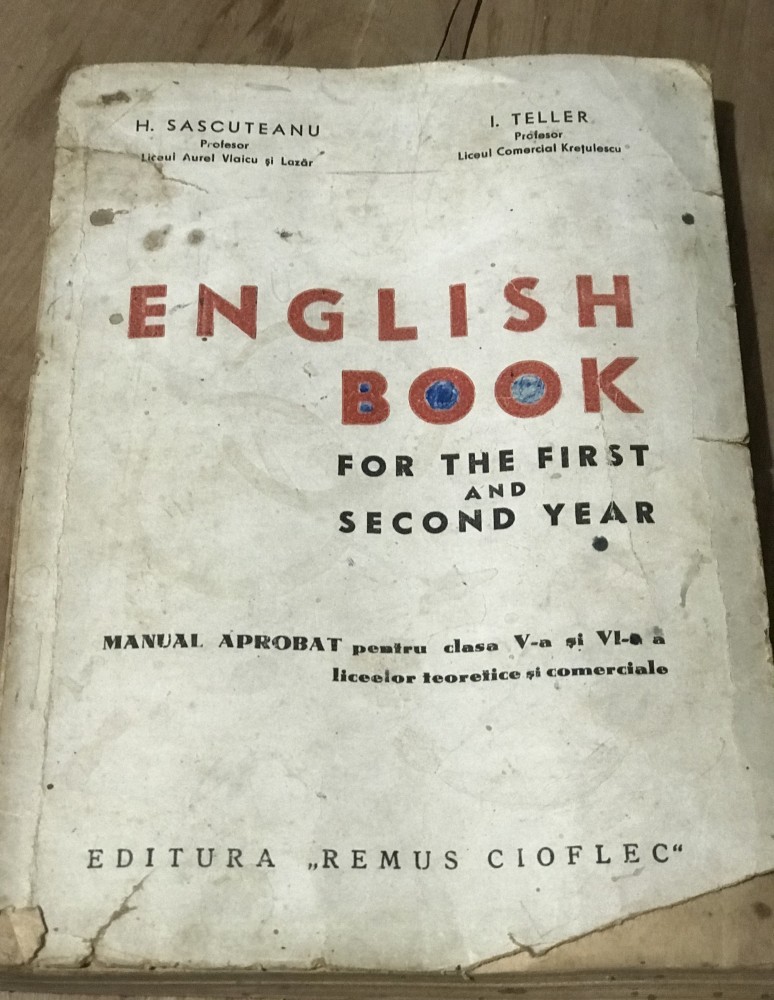 H. SASCUTEANU
Profesor
Liceul Aurel Vlaicu și Lazăr
I. TELLER
Profesor
Liceul Comercial Krețulescu
ENGLISH
BOOK
FOR THE FIRST
AND
SECOND YEAR
MANUAL APROBAT pentru clasa V-a și VI-a a
liceelor teoretice și comerciale
EDITURA „REMUS CIOFLEC“